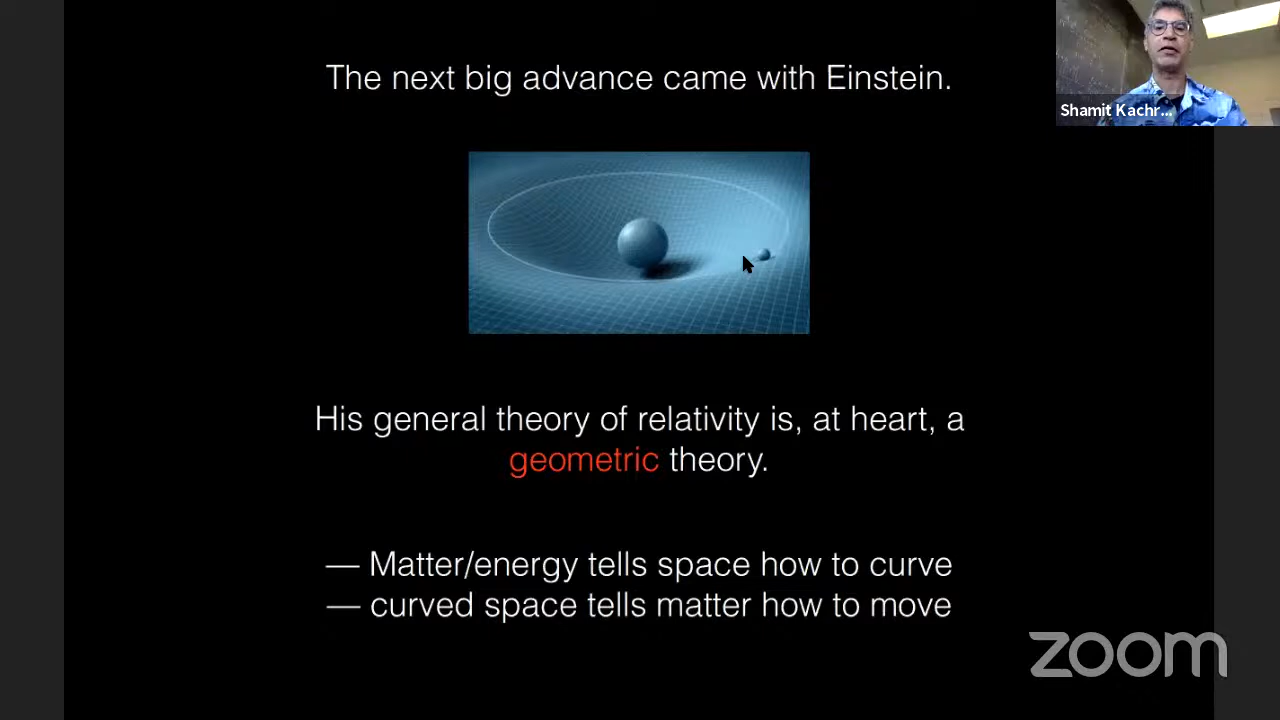 The next big advance came with Einstein.
Shamit Kachr...
His general theory of relativity is, at heart, a
geometric theory.
— Matter/energy tells space how to curve
— curved space tells matter how to move
zoom